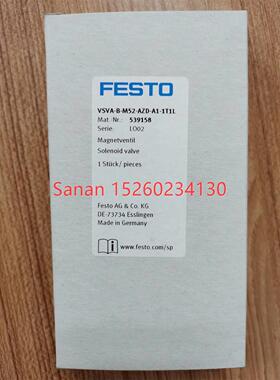 FESTO
VSVA-B-M52-AZD-A1-1T1L
Mat.-Nr.: 539158
Serie: LO02
Magnetventil
Solenoid valve
1 Stück/ pieces
Sanan 15260234130
Festo AG & Co. KG
DE-73734 Esslingen
Made in Germany
www.festo.com/sp